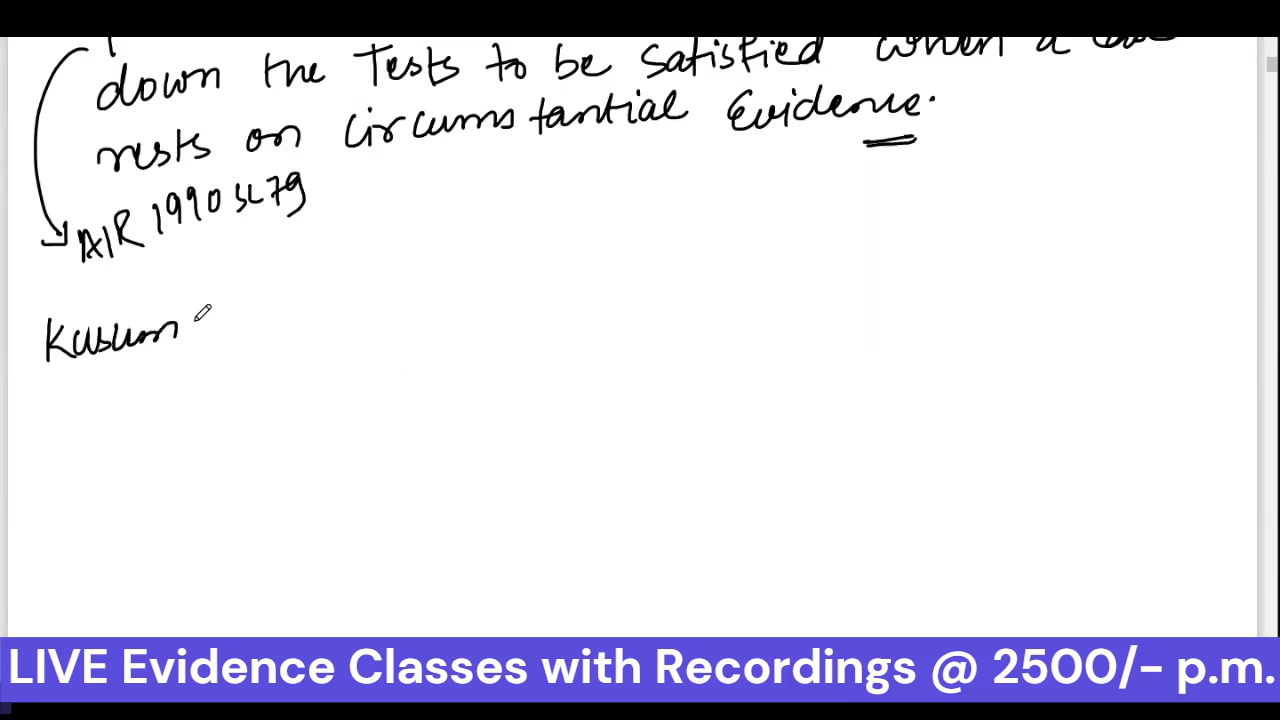 down the Tests to be satisfied when a
rests on circumstantial Evidence.
AIR 1990 SC 79
Kusum
LIVE Evidence Classes with Recordings @ 2500/- p.m.